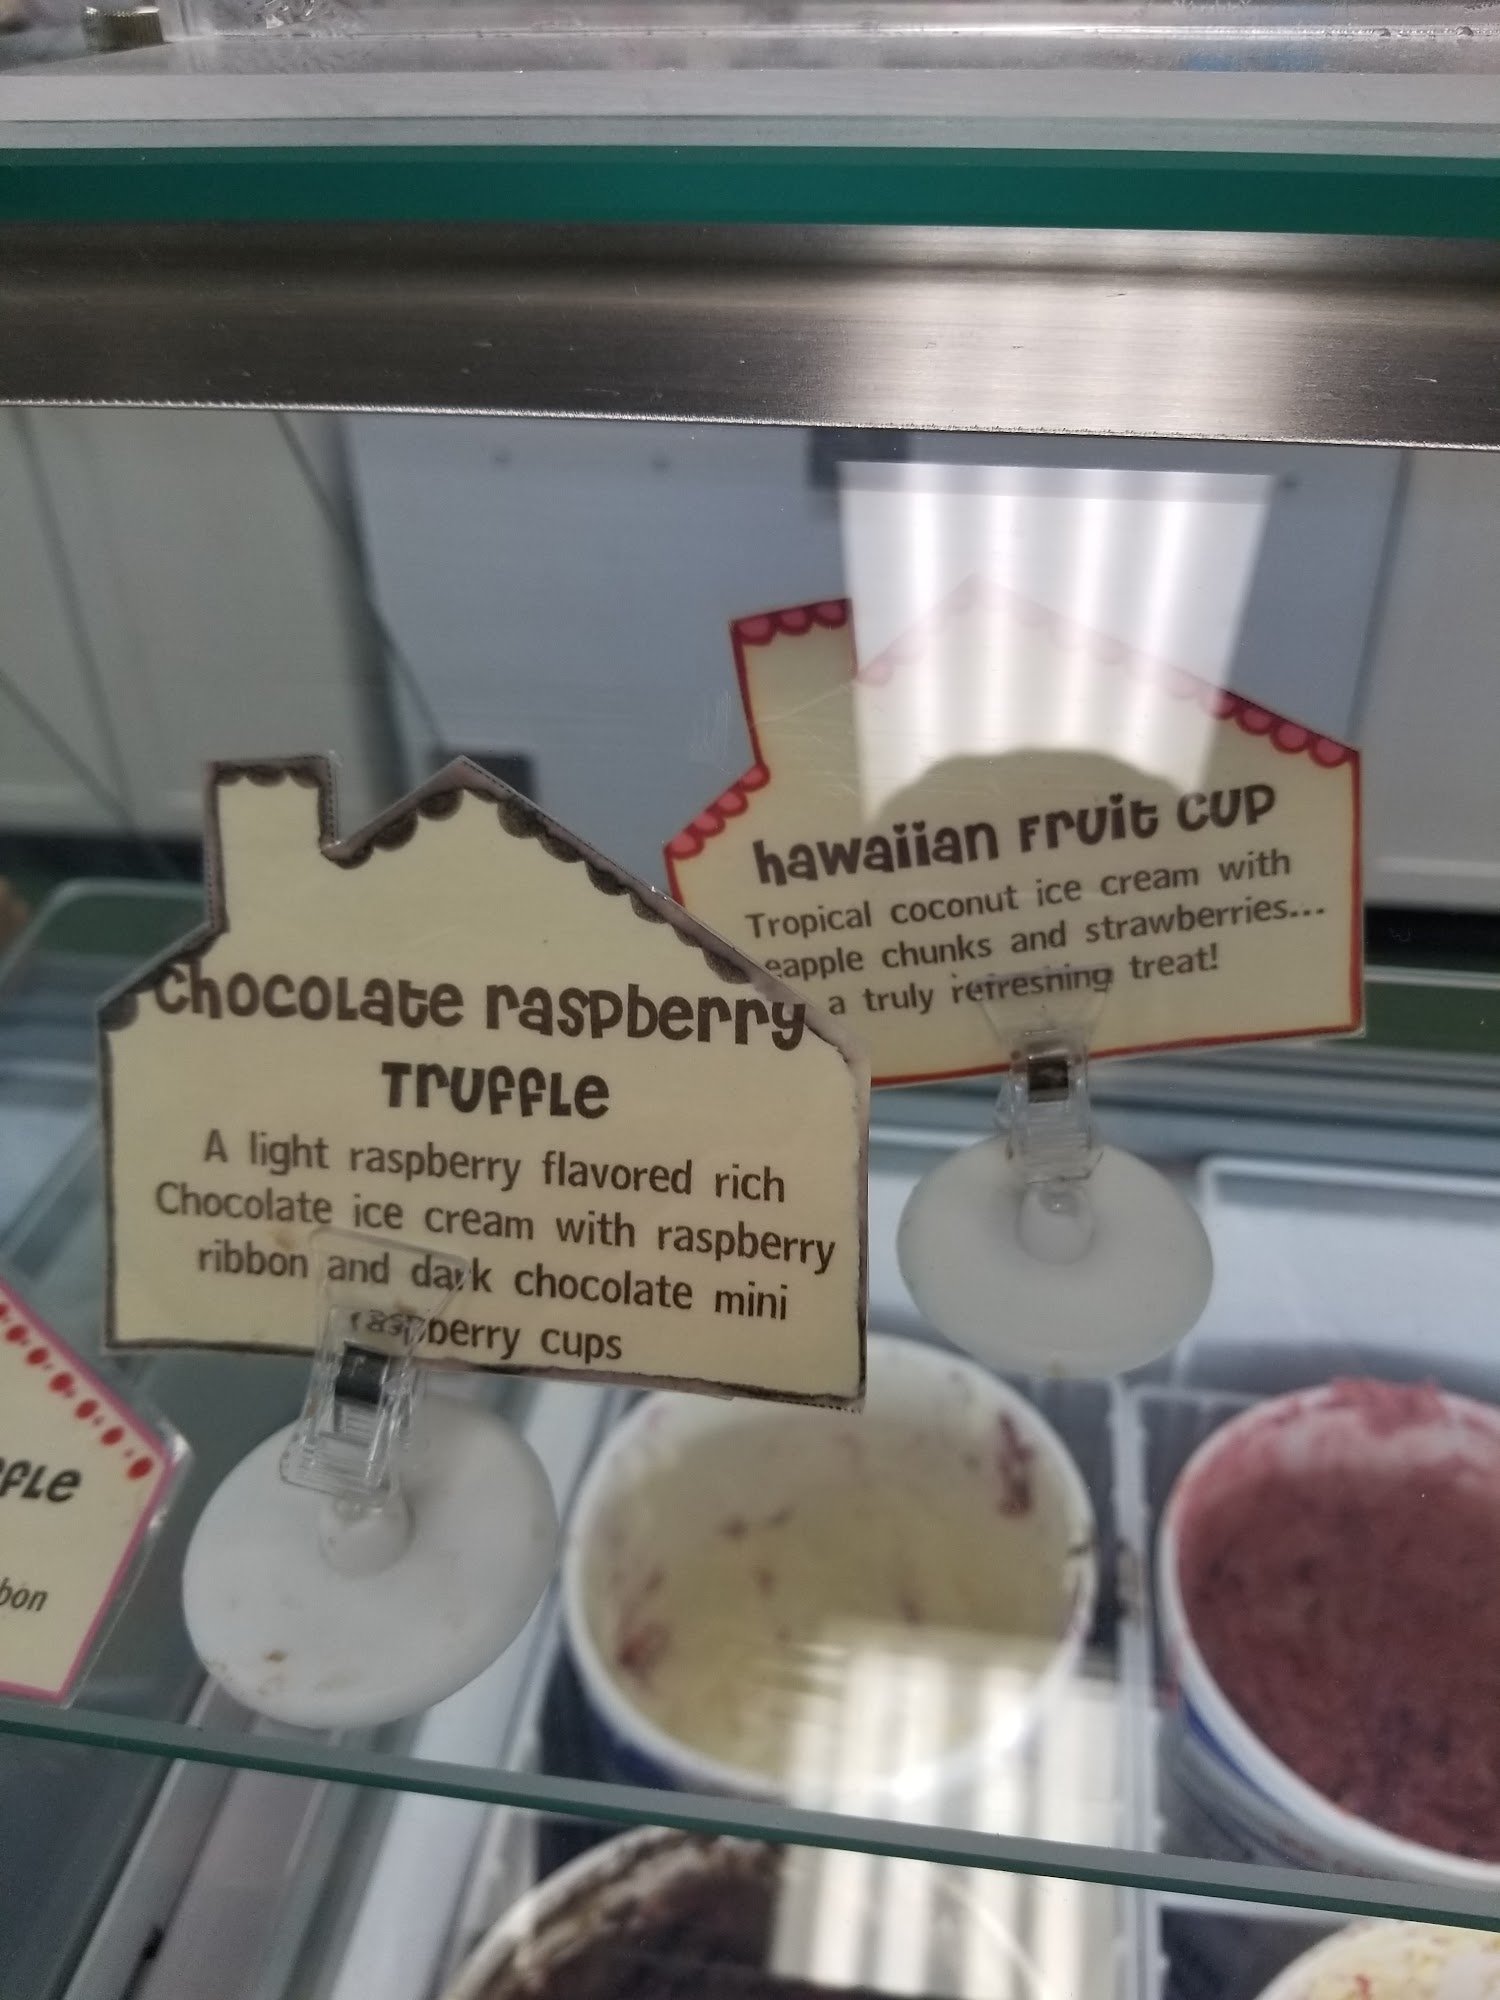 hawaiian Fruit Cup
Tropical coconut ice cream with
eapple chunks and strawberries...
a truly refreshing treat!
Chocolate raspberry
Truffle
A light raspberry flavored rich
Chocolate ice cream with raspberry
ribbon and dark chocolate mini
raspberry cups
ffle
bon